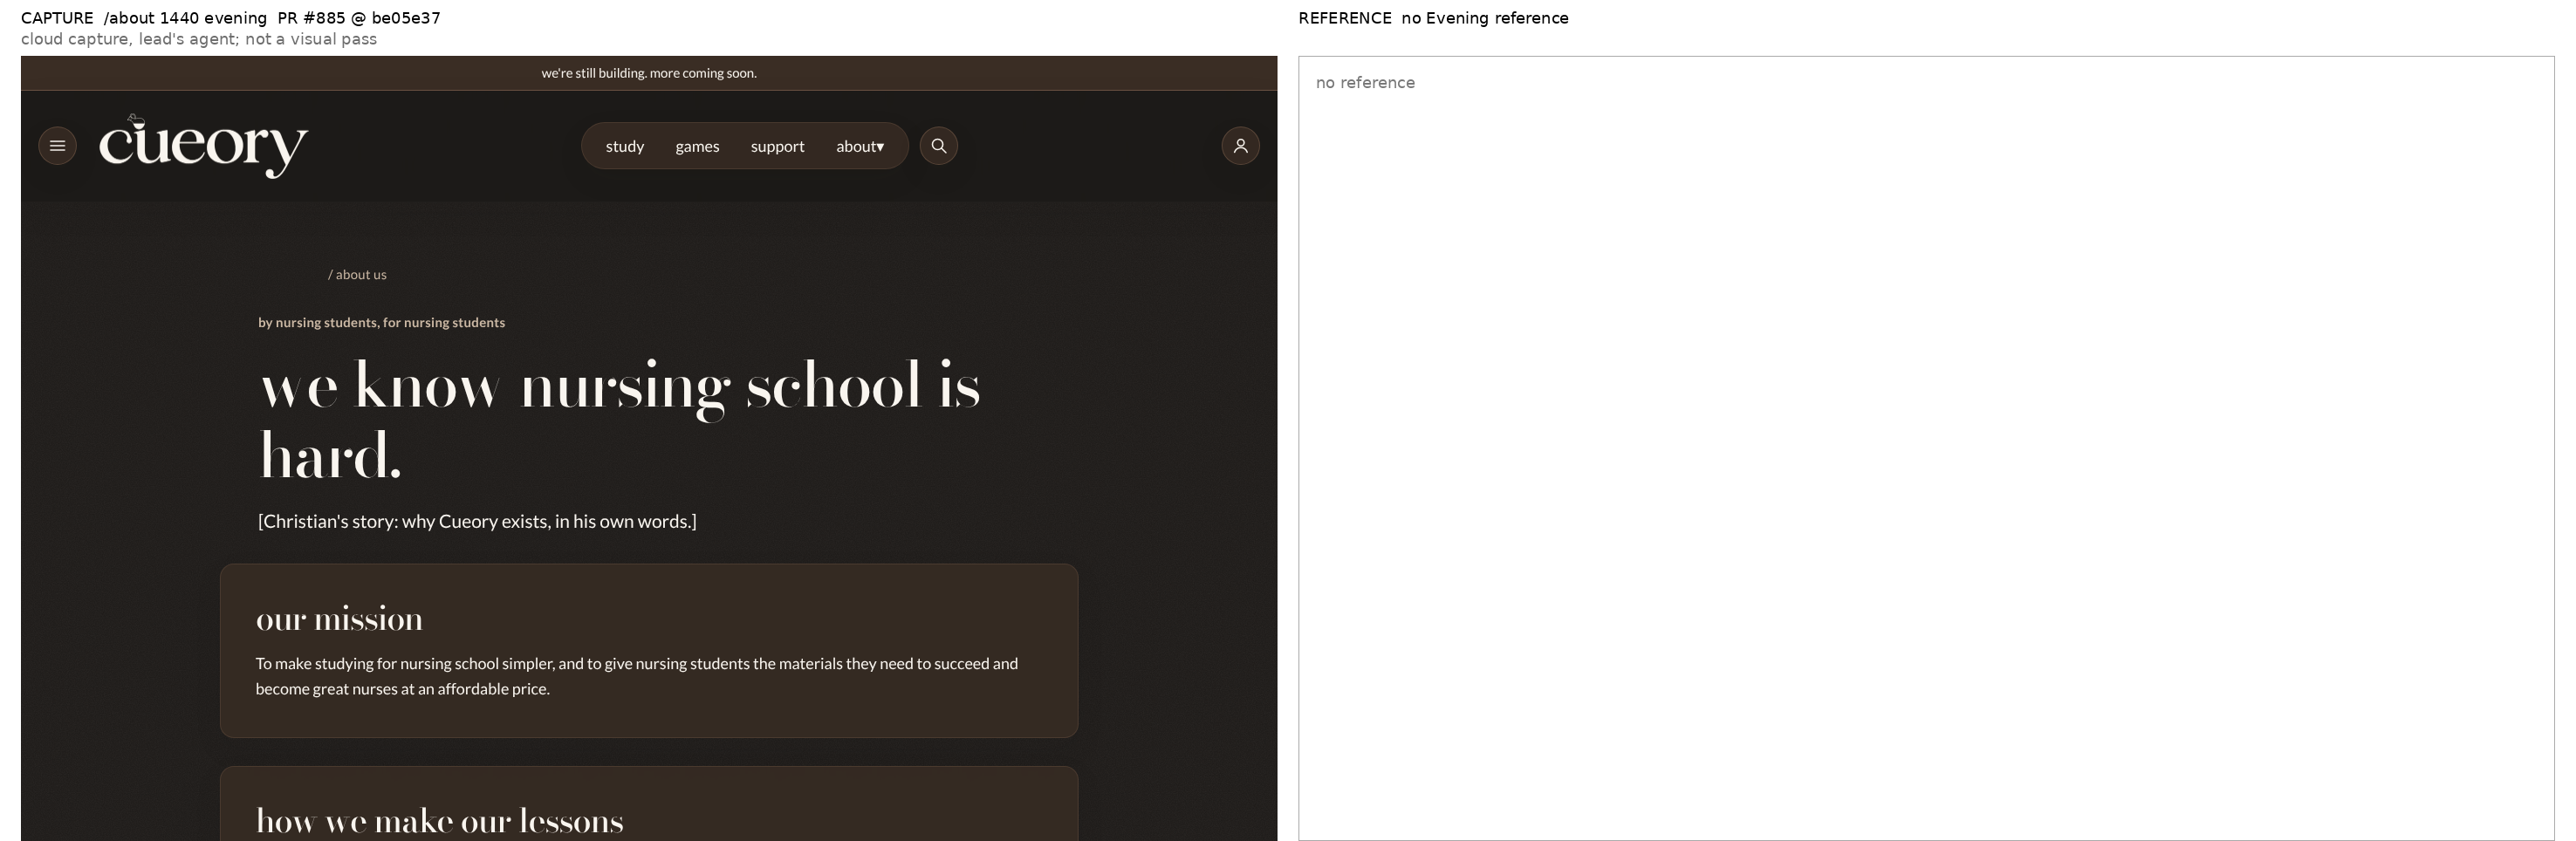 CAPTURE  /about 1440 evening  PR #885 @ be05e37
cloud capture, lead's agent; not a visual pass
REFERENCE  no Evening reference
no reference
we're still building. more coming soon.
cueory
study games support about▾
/ about us
by nursing students, for nursing students
we know nursing school is
hard.
[Christian's story: why Cueory exists, in his own words.]
our mission
To make studying for nursing school simpler, and to give nursing students the materials they need to succeed and
become great nurses at an affordable price.
how we make our lessons